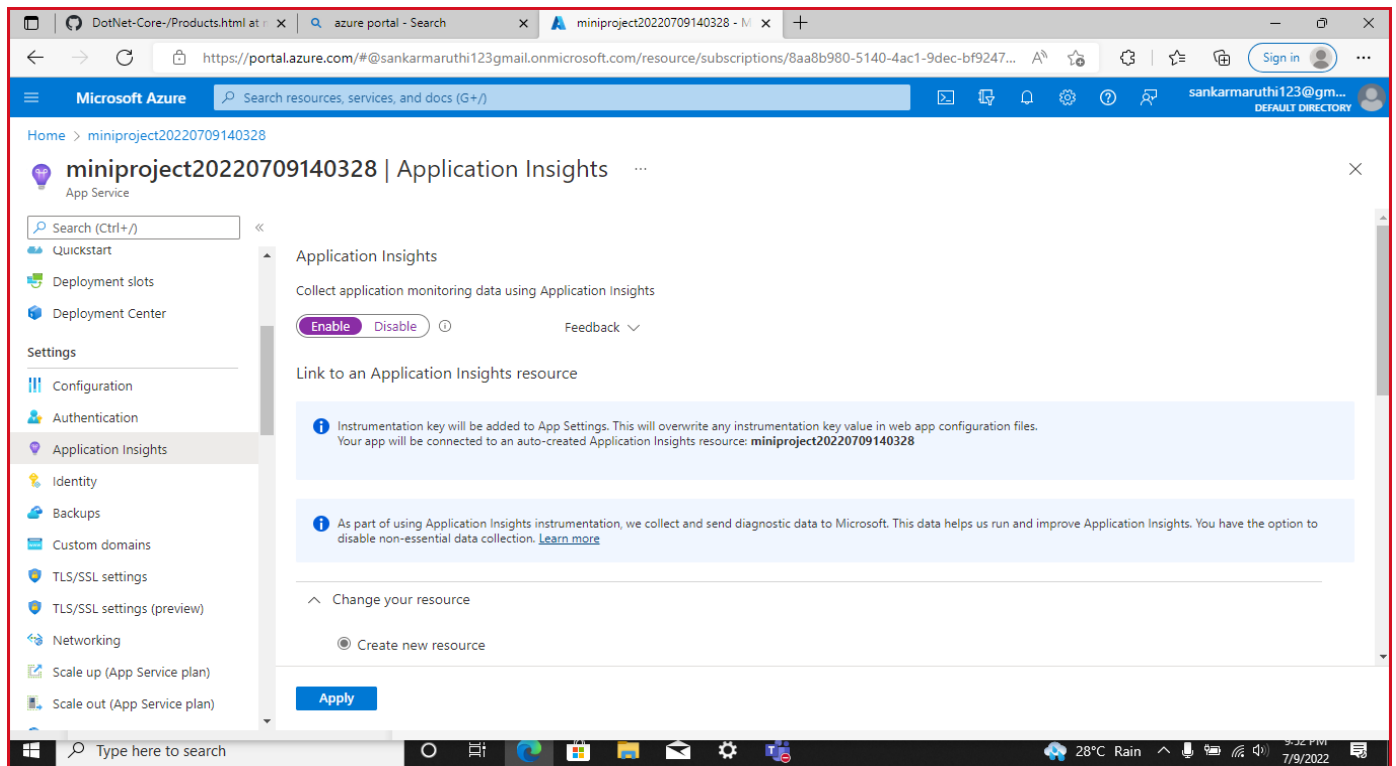 DotNet-Core-/Products.html at
azure portal - Search
miniproject20220709140328 - M
https://portal.azure.com/#@sankarmaruthi123gmail.onmicrosoft.com/resource/subscriptions/8aa8b980-5140-4ac1-9dec-bf9247...
Sign in
Microsoft Azure
Search resources, services, and docs (G+/)
sankarmaruthi123@gm...
DEFAULT DIRECTORY
Home > miniproject20220709140328
miniproject20220709140328 | Application Insights ...
App Service
Search (Ctrl+/)
«
Quickstart
Deployment slots
Deployment Center
Settings
Configuration
Authentication
Application Insights
Identity
Backups
Custom domains
TLS/SSL settings
TLS/SSL settings (preview)
Networking
Scale up (App Service plan)
Scale out (App Service plan)
Application Insights
Collect application monitoring data using Application Insights
Enable Disable
Feedback
Link to an Application Insights resource
Instrumentation key will be added to App Settings. This will overwrite any instrumentation key value in web app configuration files.
Your app will be connected to an auto-created Application Insights resource: miniproject20220709140328
As part of using Application Insights instrumentation, we collect and send diagnostic data to Microsoft. This data helps us run and improve Application Insights. You have the option to
disable non-essential data collection. Learn more
Change your resource
Create new resource
Apply
Type here to search
28°C Rain
9:52 PM
7/9/2022